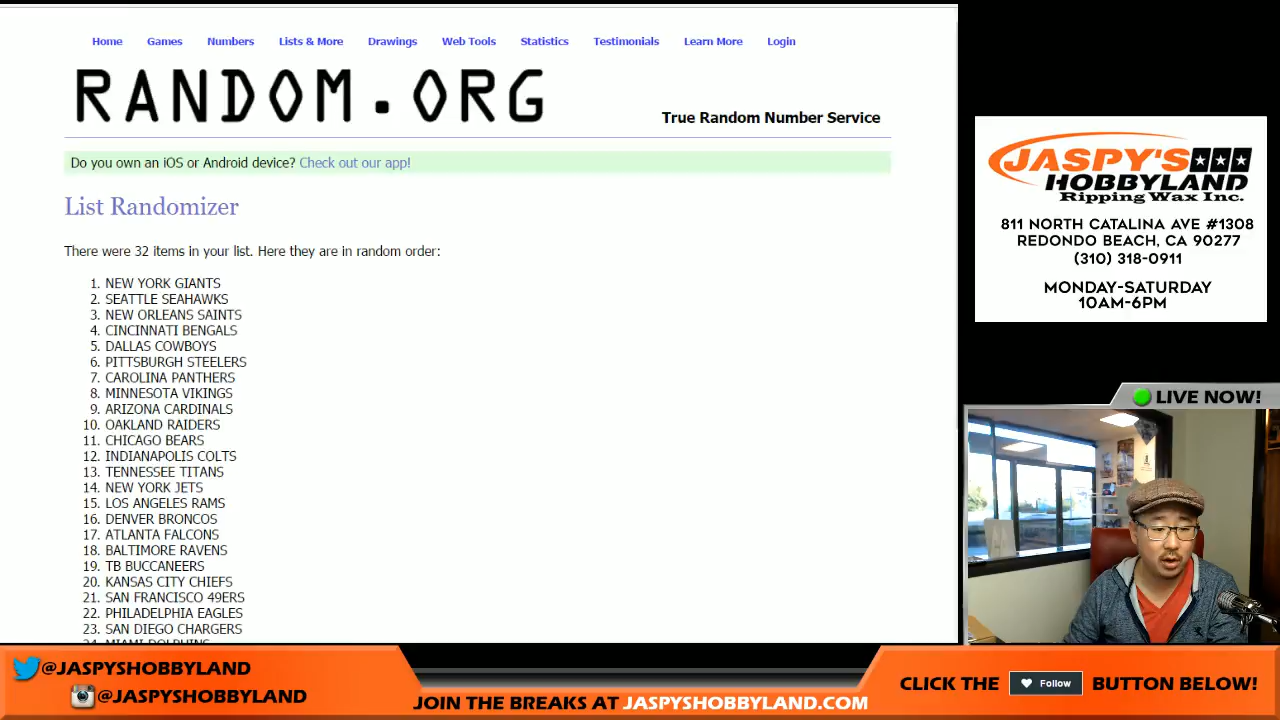 Home Games Numbers Lists & More Drawings Web Tools Statistics Testimonials Learn More Login
RANDOM.ORG
True Random Number Service
Do you own an iOS or Android device? Check out our app!
List Randomizer
There were 32 items in your list. Here they are in random order:
1. NEW YORK GIANTS
2. SEATTLE SEAHAWKS
3. NEW ORLEANS SAINTS
4. CINCINNATI BENGALS
5. DALLAS COWBOYS
6. PITTSBURGH STEELERS
7. CAROLINA PANTHERS
8. MINNESOTA VIKINGS
9. ARIZONA CARDINALS
10. OAKLAND RAIDERS
11. CHICAGO BEARS
12. INDIANAPOLIS COLTS
13. TENNESSEE TITANS
14. NEW YORK JETS
15. LOS ANGELES RAMS
16. DENVER BRONCOS
17. ATLANTA FALCONS
18. BALTIMORE RAVENS
19. TB BUCCANEERS
20. KANSAS CITY CHIEFS
21. SAN FRANCISCO 49ERS
22. PHILADELPHIA EAGLES
23. SAN DIEGO CHARGERS
24. MIAMI DOLPHINS
JASPY'S
HOBBYLAND
Ripping Wax Inc.
811 NORTH CATALINA AVE #1308
REDONDO BEACH, CA 90277
(310) 318-0911
MONDAY-SATURDAY
10AM-6PM
LIVE NOW!
@JASPYSHOBBYLAND
@JASPYSHOBBYLAND
JOIN THE BREAKS AT JASPYSHOBBYLAND.COM
CLICK THE Follow BUTTON BELOW!